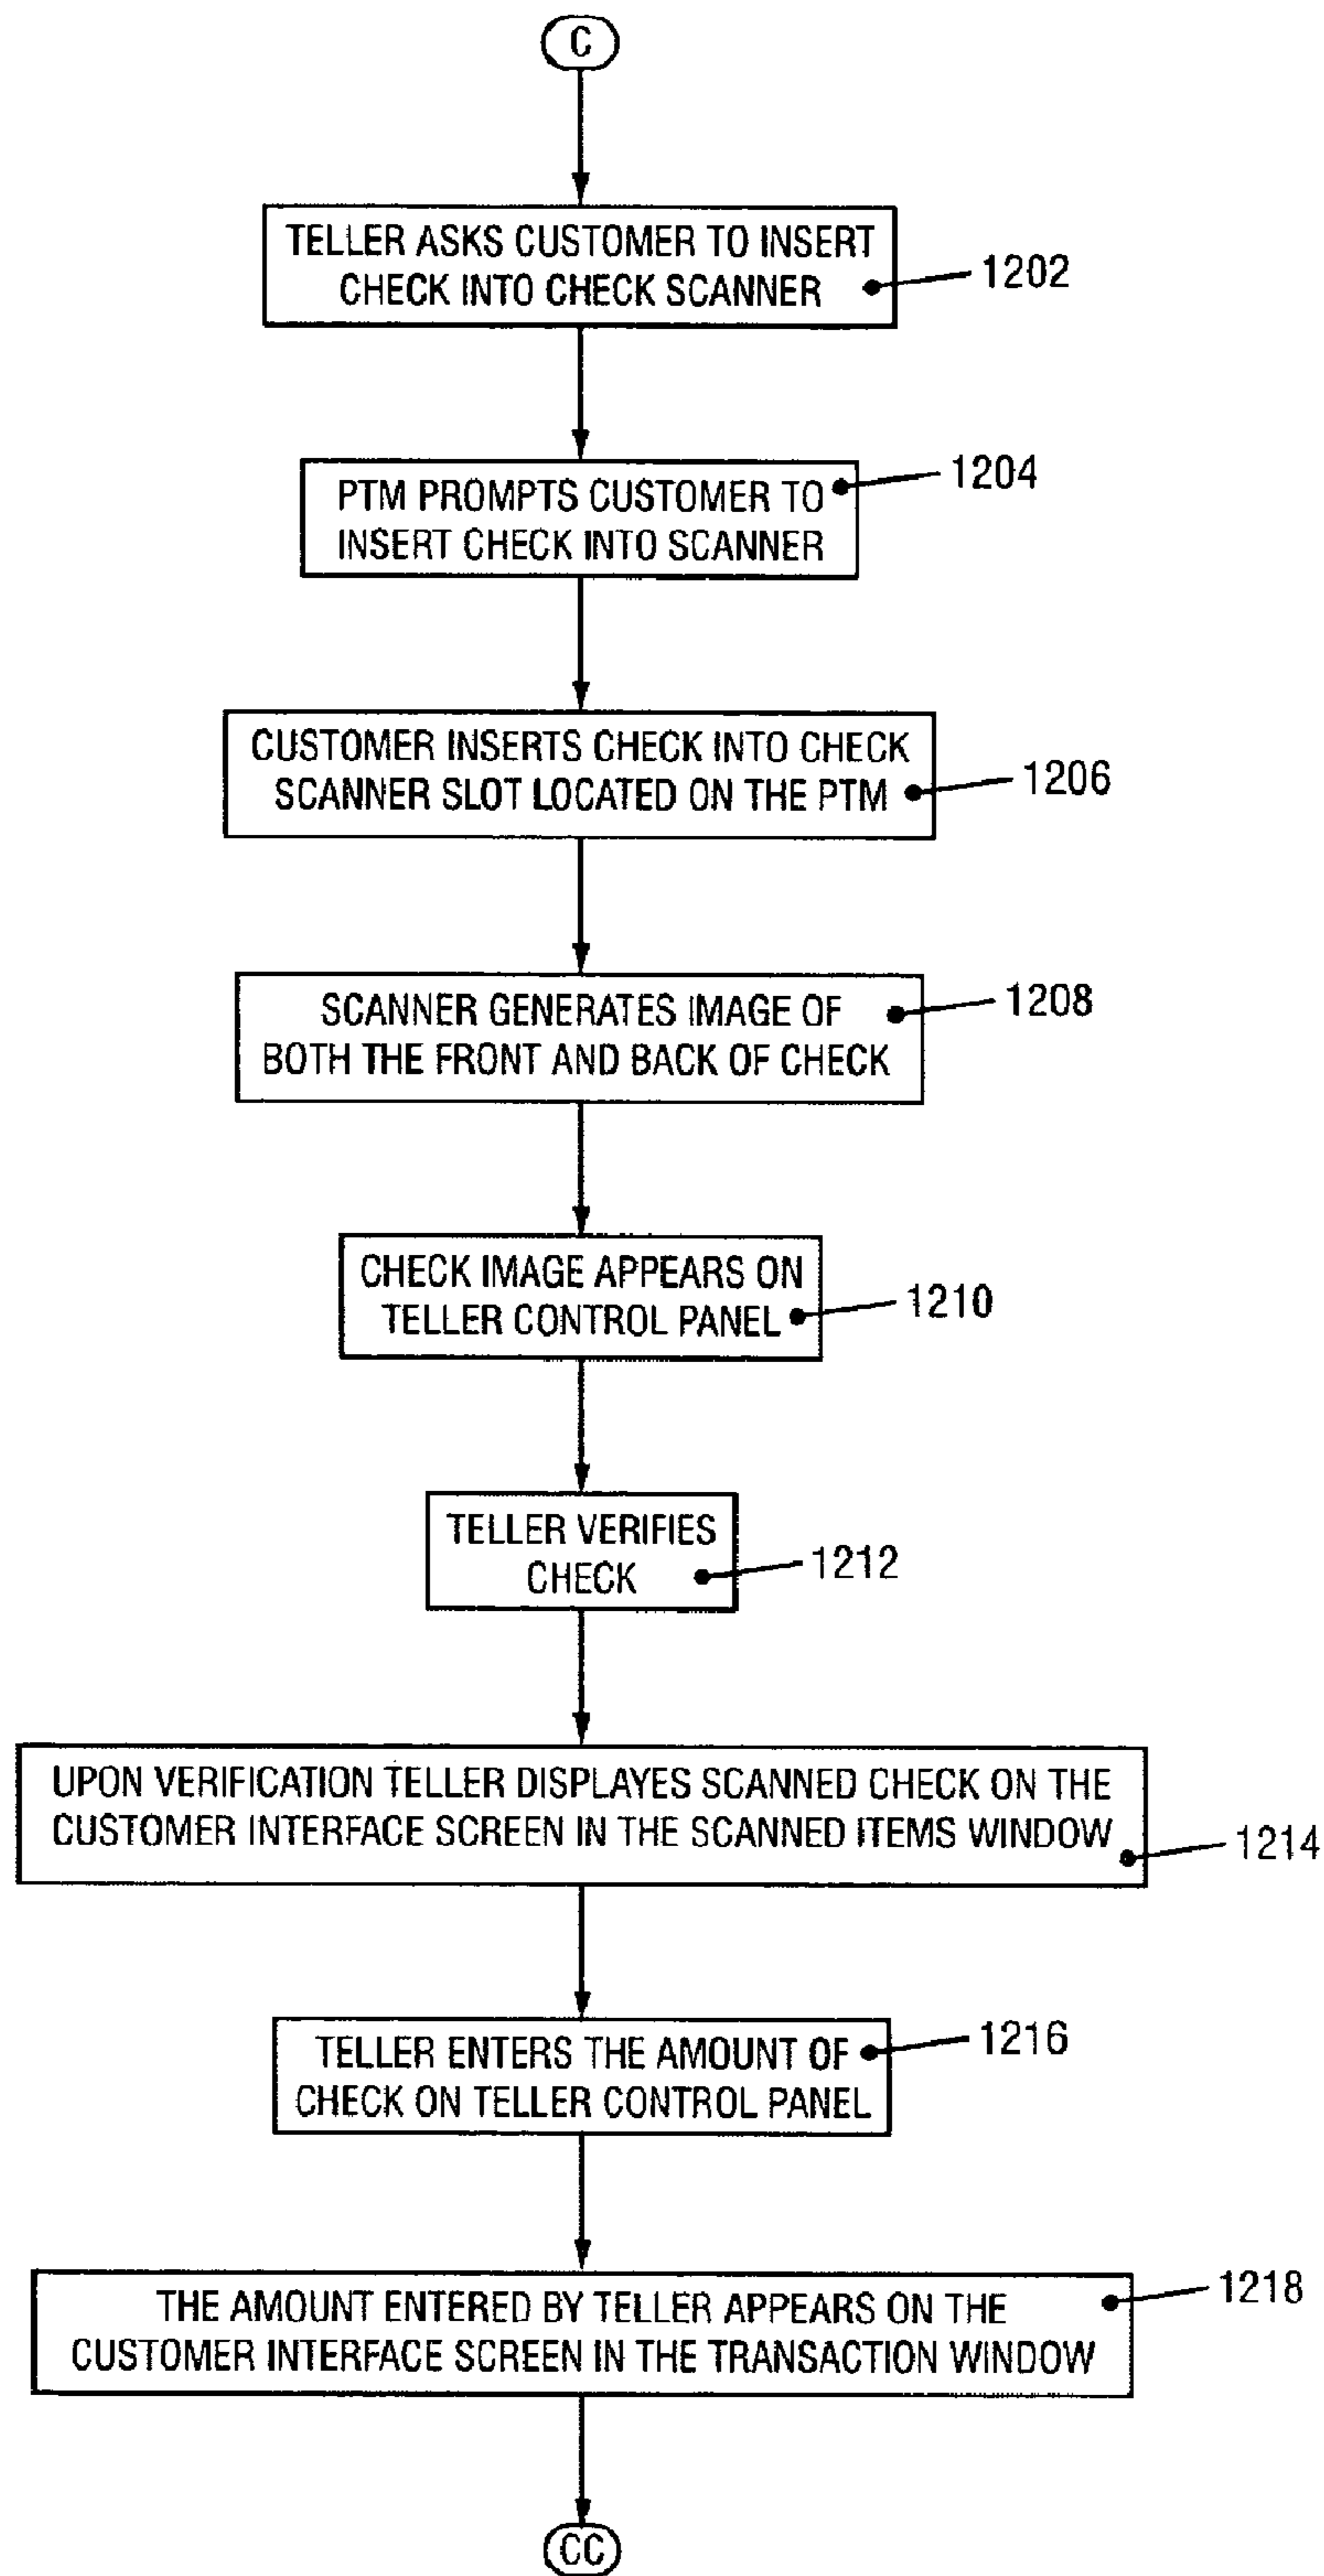 C
TELLER ASKS CUSTOMER TO INSERT
CHECK INTO CHECK SCANNER
1202
PTM PROMPTS CUSTOMER TO
INSERT CHECK INTO SCANNER
1204
CUSTOMER INSERTS CHECK INTO CHECK
SCANNER SLOT LOCATED ON THE PTM
1206
SCANNER GENERATES IMAGE OF
BOTH THE FRONT AND BACK OF CHECK
1208
CHECK IMAGE APPEARS ON
TELLER CONTROL PANEL
1210
TELLER VERIFIES
CHECK
1212
UPON VERIFICATION TELLER DISPLAYES SCANNED CHECK ON THE
CUSTOMER INTERFACE SCREEN IN THE SCANNED ITEMS WINDOW
1214
TELLER ENTERS THE AMOUNT OF
CHECK ON TELLER CONTROL PANEL
1216
THE AMOUNT ENTERED BY TELLER APPEARS ON THE
CUSTOMER INTERFACE SCREEN IN THE TRANSACTION WINDOW
1218
CC